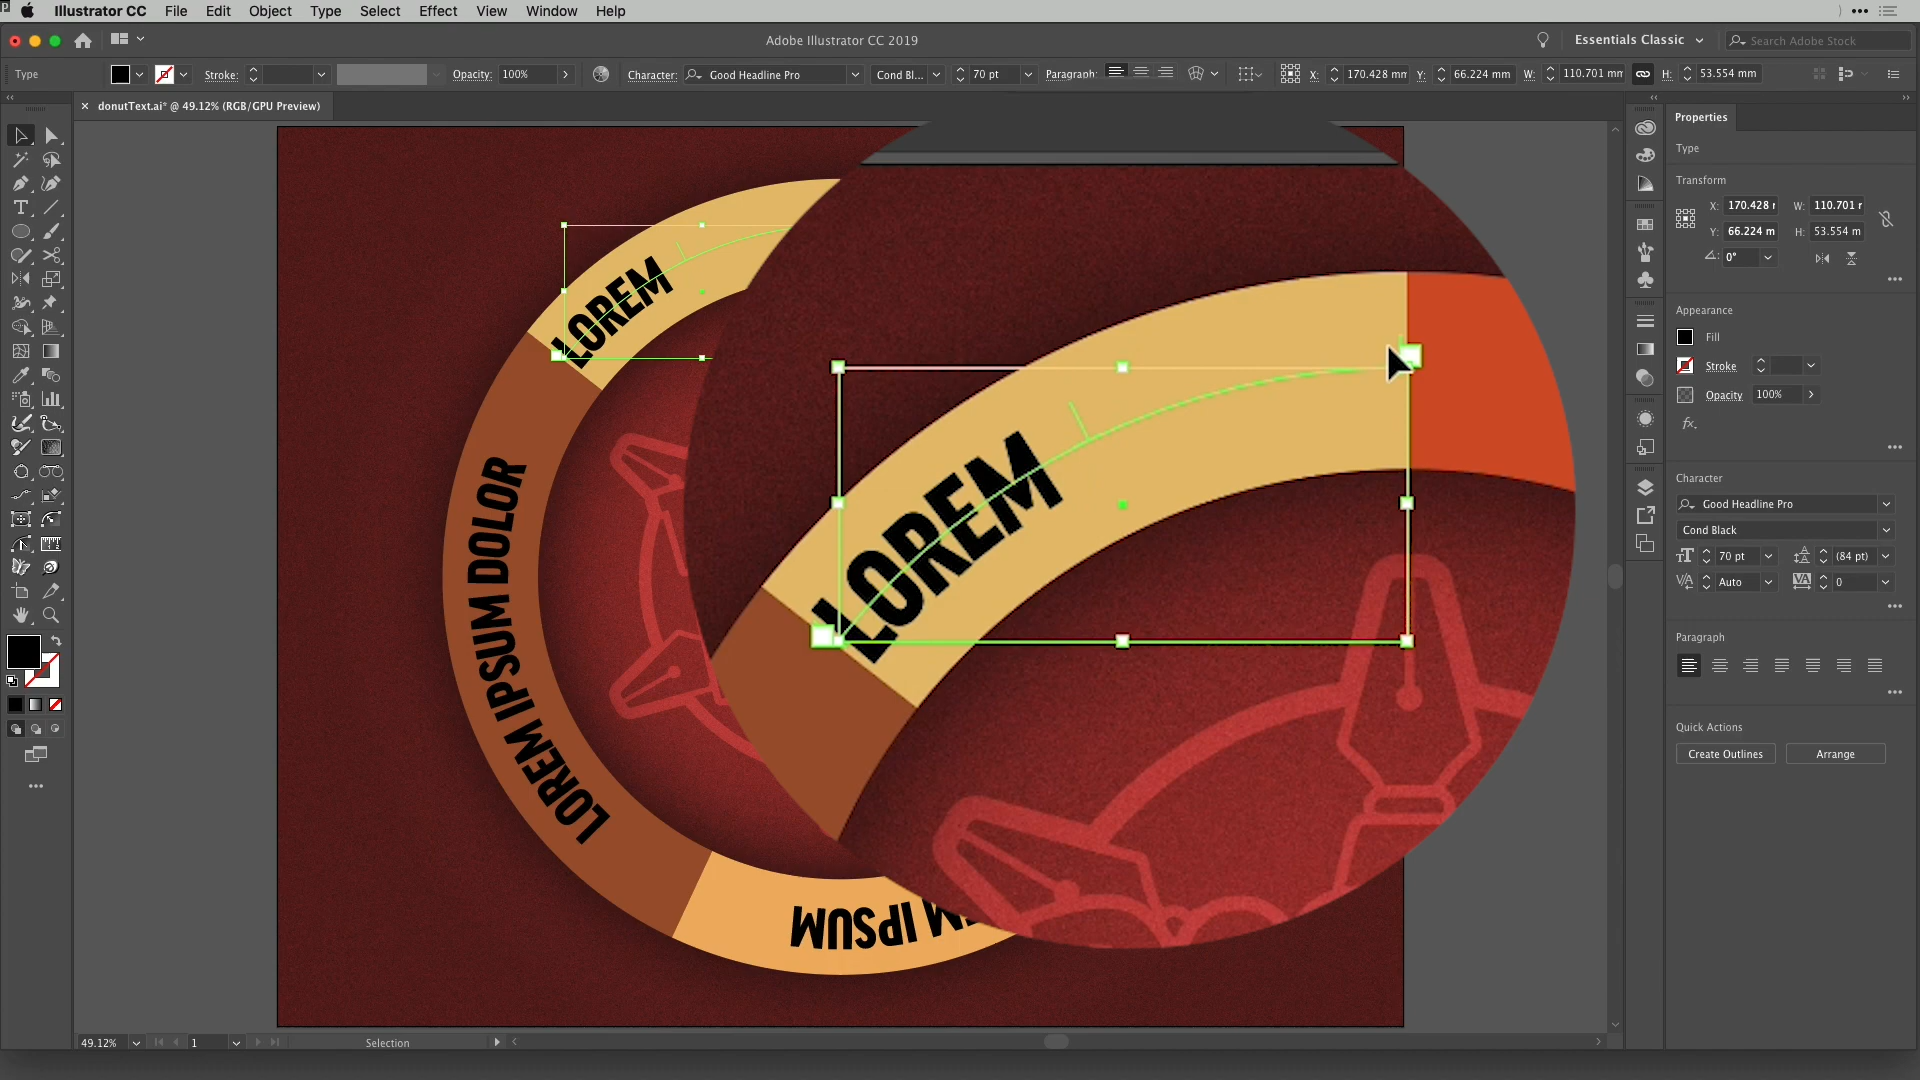 Illustrator CC File Edit Object Type Select Effect View Window Help
Adobe Illustrator CC 2019
Essentials Classic
Search Adobe Stock
Type
Stroke:
Opacity: 100%
Character: Good Headline Pro
Cond Bl...
70 pt
Paragraph:
X: 170.428 mm
Y: 66.224 mm
W: 110.701 mm
H: 53.554 mm
× donutText.ai* @ 49.12% (RGB/GPU Preview)
LOREM
LOREM IPSUM DOLOR
IPSUM
LOREM
Properties
Type
Transform
X: 170.428 W: 110.701
Y: 66.224 m H: 53.554 m
0°
Appearance
Fill
Stroke
Opacity 100%
fx.
Character
Good Headline Pro
Cond Black
70 pt (84 pt)
Auto 0
Paragraph
Quick Actions
Create Outlines Arrange
49.12% 1 Selection